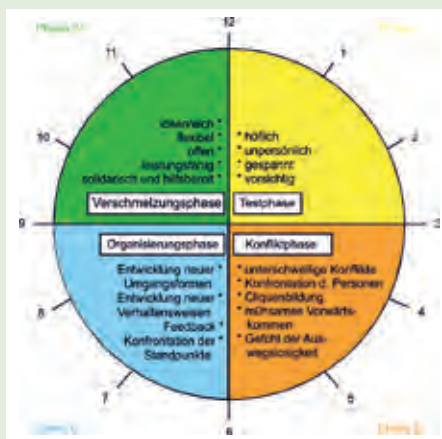 12
11
1
10
2
9
3
8
4
7
5
6
ideenreich *
flexibel *
offen *
leistungsfähig *
solidarisch und hilfsbereit *
Verschmelzungsphase
* höflich
* unpersönlich
* gespannt
* vorsichtig
Testphase
Organisierungsphase
Entwicklung neuer *
Umgangsformen
Entwicklung neuer *
Verhaltensweisen
Feedback *
Konfrontation der *
Standpunkte
Konfliktphase
* unterschwellige Konflikte
* Konfrontation d. Personen
* Cliquenbildung
* mühsames Vorwärts-
kommen
* Gefühl der Aus-
weglosigkeit